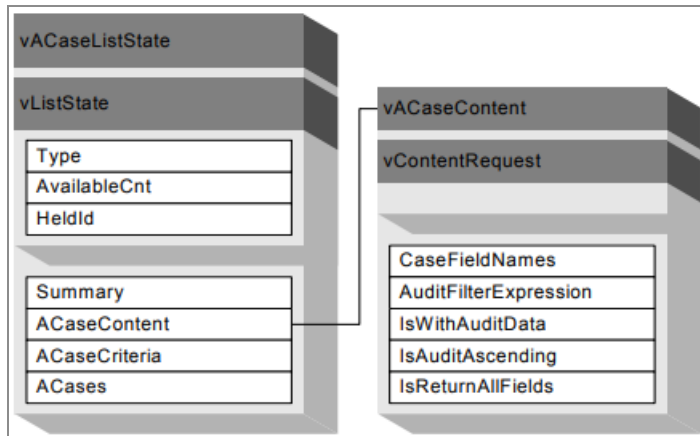 vACaseListState
vListState
Type
AvailableCnt
HeldId
Summary
ACaseContent
ACaseCriteria
ACases
vACaseContent
vContentRequest
CaseFieldNames
AuditFilterExpression
IsWithAuditData
IsAuditAscending
IsReturnAllFields